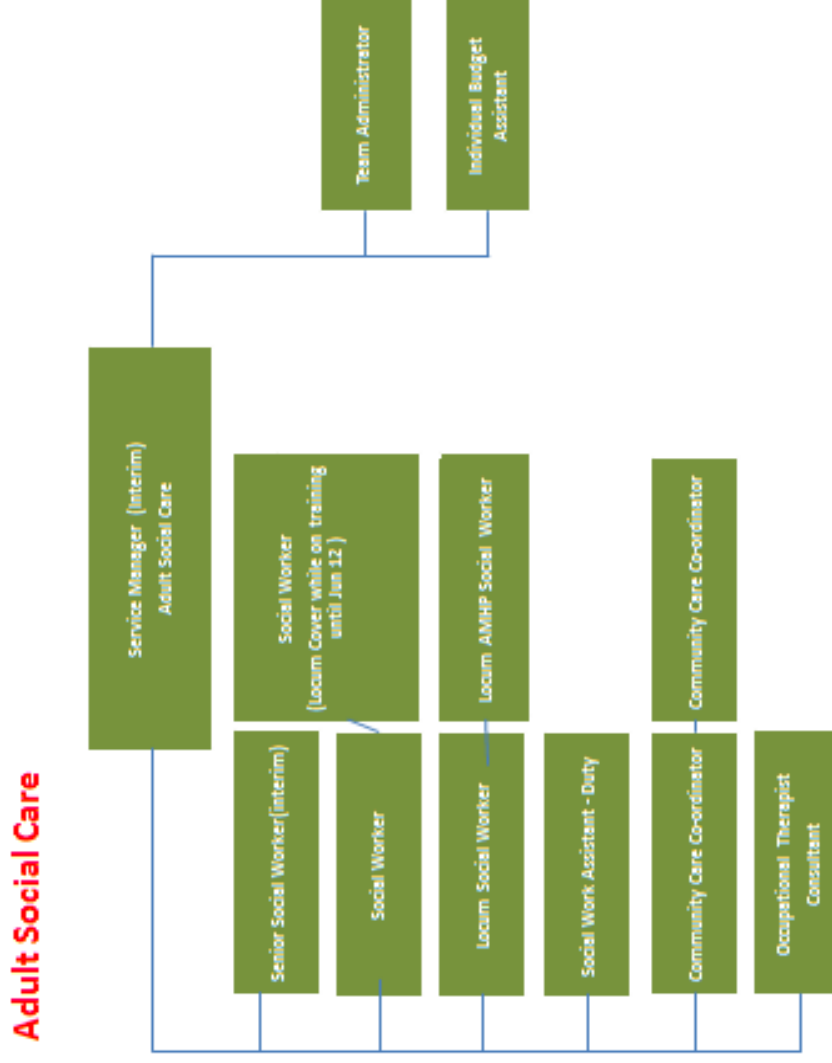 Adult Social Care
Service Manager (Interim)
Adult Social Care
Senior Social Worker(interim)
Social Worker
(Locum Cover while on training
until Jun 12 )
Social Worker
Locum Social Worker
Locum AMHP Social Worker
Social Work Assistant - Duty
Community Care Co-ordinator
Community Care Co-ordinator
Occupational Therapist
Consultant
Team Administrator
Individual Budget
Assistant